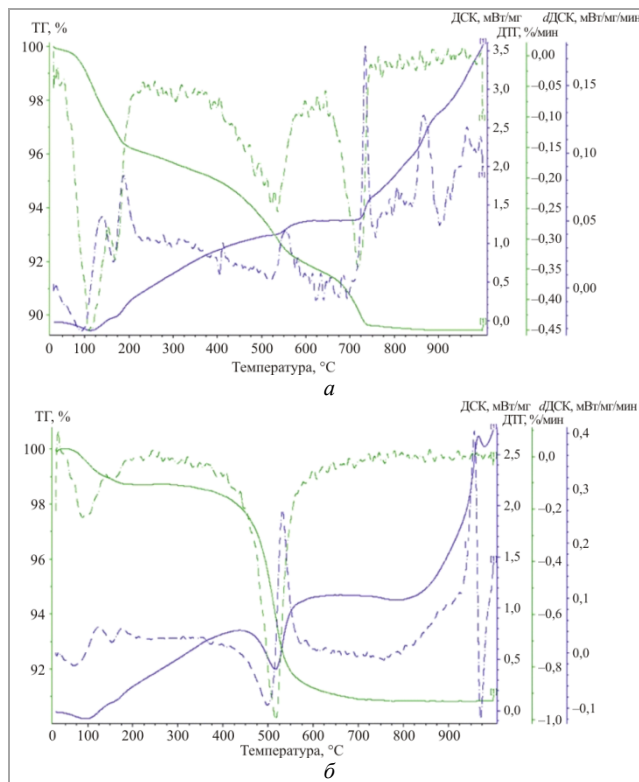 ТГ, % ДСК, мВт/мг dДСК, мВт/мг/мин
ДТГ, %/мин
100 3,5 0,00 0,15
98 3,0 –0,05
–0,10
96 2,5 –0,15 0,10
2,0 –0,20
94 1,5 –0,25 0,05
1,0 –0,30
92 0,5 –0,35 0,00
90 0,0 –0,40
–0,45
0 100 200 300 400 500 600 700 800 900
Температура, °C
а
ТГ, % ДСК, мВт/мг dДСК, мВт/мг/мин
ДТГ, %/мин
100 2,5 0,0 0,4
98 2,0 –0,2 0,3
96 1,5 –0,4 0,2
94 1,0 –0,6 0,1
92 0,5 –0,8 0,0
0,0 –1,0 –0,1
0 100 200 300 400 500 600 700 800 900
Температура, °C
б